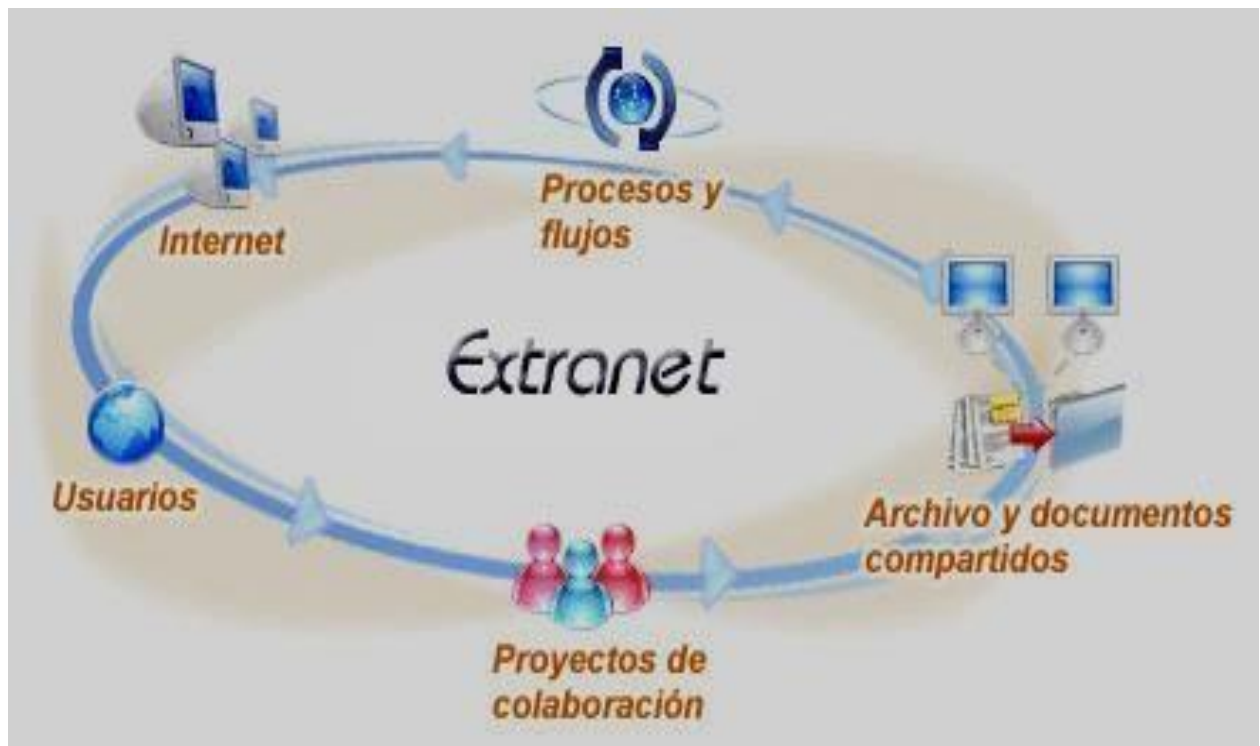 Procesos y
flujos
Internet
Extranet
Usuarios
Archivo y documentos
compartidos
Proyectos de
colaboración